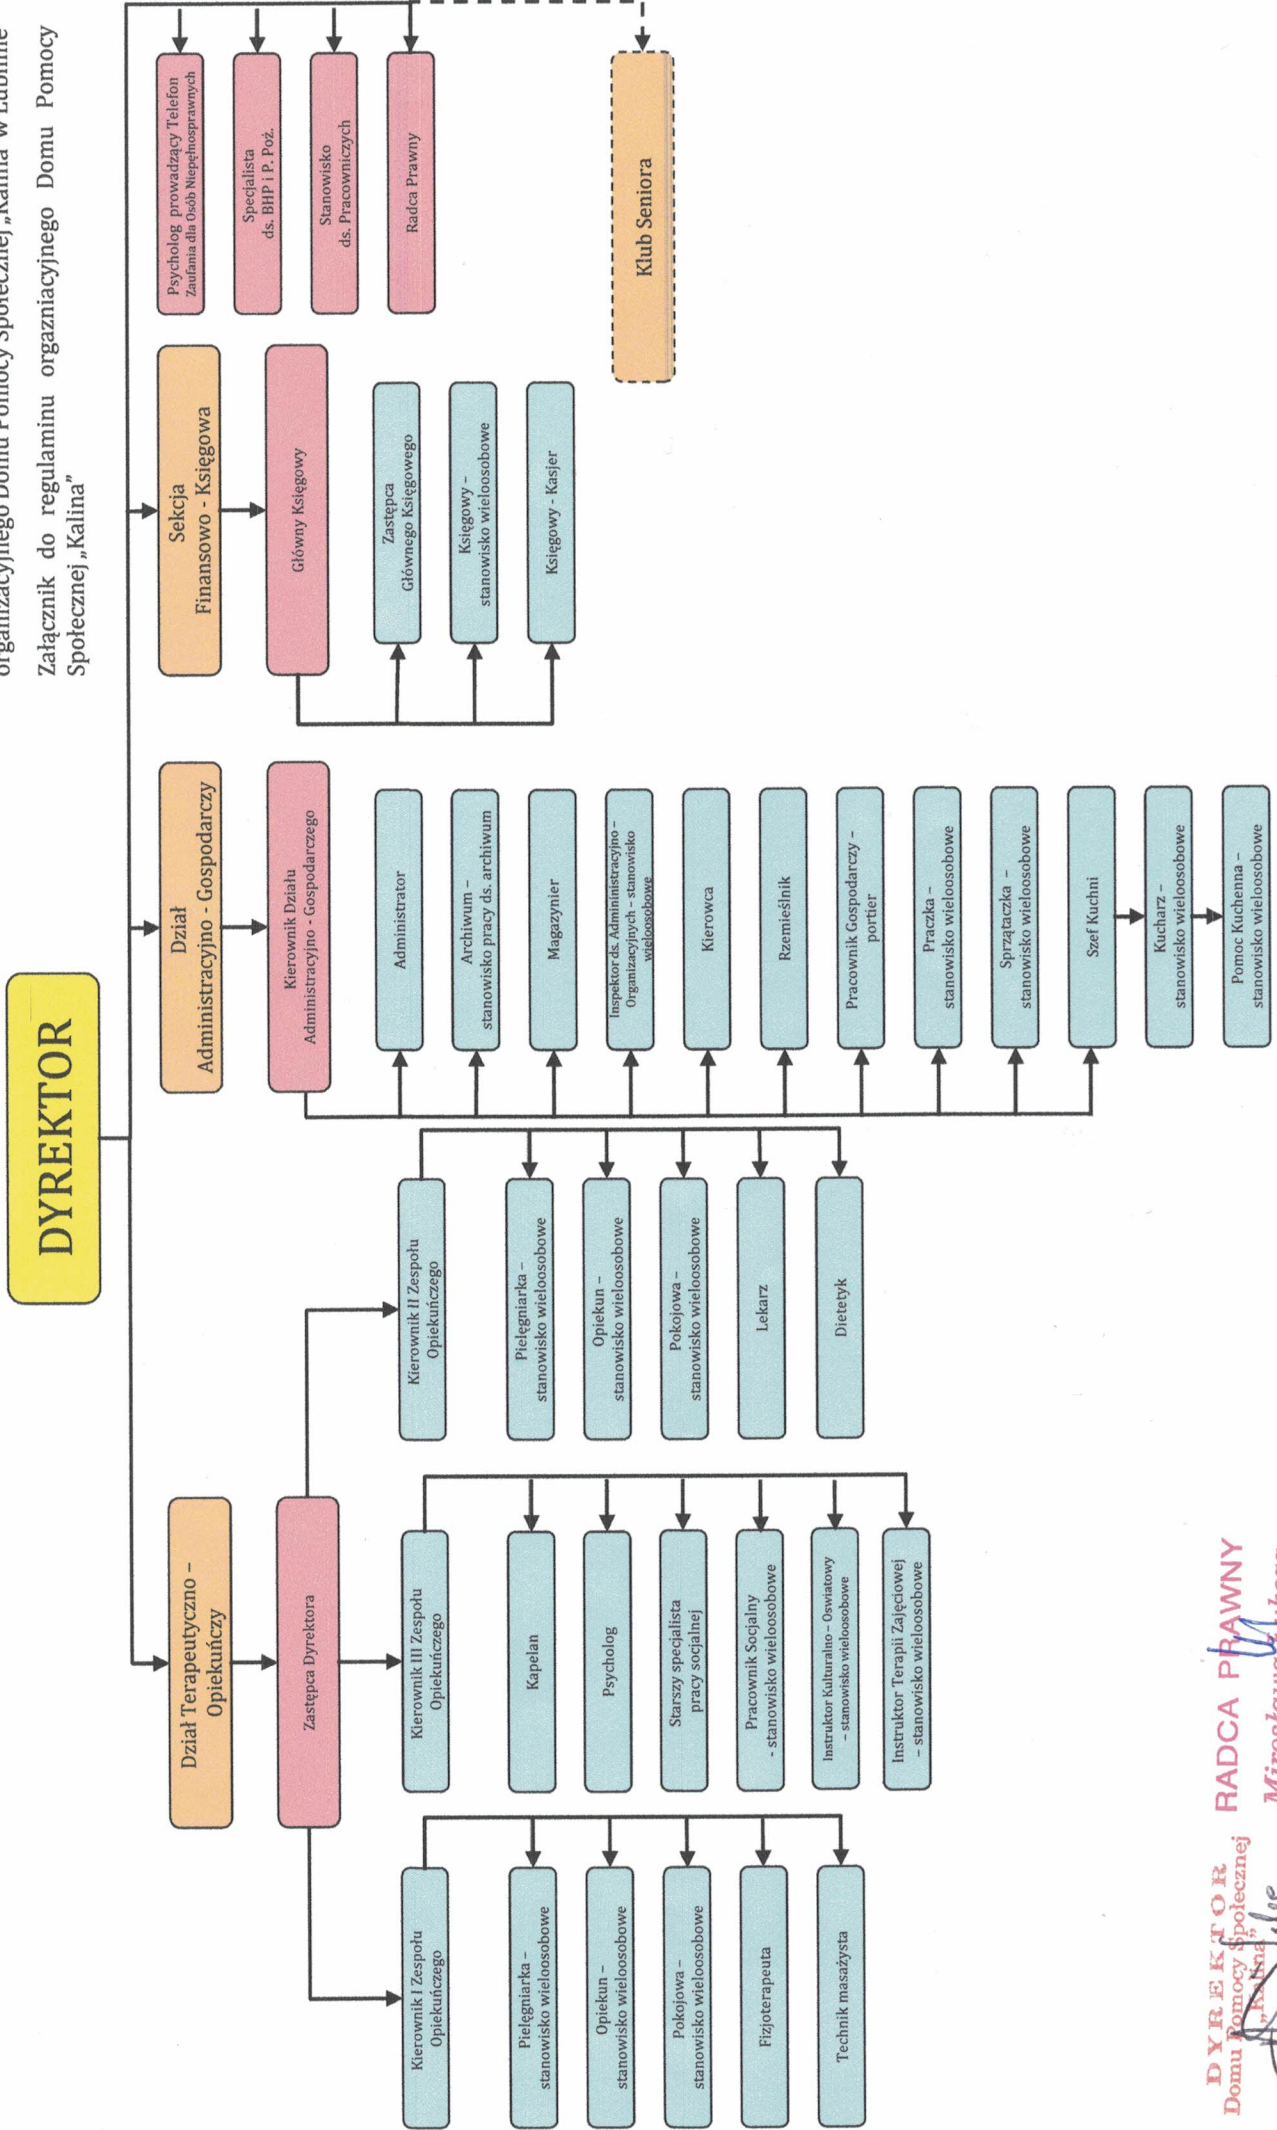 organizacyjnego Domu Pomocy Społecznej „Kalina" w Lublinie
Załącznik do regulaminu orgazniacyjnego Domu Pomocy
Społecznej „Kalina”
DYREKTOR
Dział Terapeutyczno –
Opiekuńczy
Zastępca Dyrektora
Kierownik I Zespołu
Opiekuńczego
Pielęgniarka –
stanowisko wieloosobowe
Opiekun –
stanowisko wieloosobowe
Pokojowa –
stanowisko wieloosobowe
Fizjoterapeuta
Technik masażysta
Kierownik III Zespołu
Opiekuńczego
Kapelan
Psycholog
Starszy specjalista
pracy socjalnej
Pracownik Socjalny
- stanowisko wieloosobowe
Instruktor Kulturalno – Oswiatowy
– stanowisko wieloosobowe
Instruktor Terapii Zajęciowej
– stanowisko wieloosobowe
Kierownik II Zespołu
Opiekuńczego
Pielęgniarka –
stanowisko wieloosobowe
Opiekun –
stanowisko wieloosobowe
Pokojowa –
stanowisko wieloosobowe
Lekarz
Dietetyk
Dział
Administracyjno - Gospodarczy
Kierownik Działu
Administracyjno - Gospodarczego
Administrator
Archiwum –
stanowisko pracy ds. archiwum
Magazynier
Inspektor ds. Admininistracyjno –
Organizacyjnych – stanowisko
wieloosobowe
Kierowca
Rzemieślnik
Pracownik Gospodarczy –
portier
Praczka –
stanowisko wieloosobowe
Sprzątaczka –
stanowisko wieloosobowe
Szef Kuchni
Kucharz –
stanowisko wieloosobowe
Pomoc Kuchenna –
stanowisko wieloosobowe
Sekcja
Finansowo - Księgowa
Główny Księgowy
Zastępca
Głównego Księgowego
Księgowy –
stanowisko wieloosobowe
Księgowy - Kasjer
Psycholog prowadzący Telefon
Zaufania dla Osób Niepełnosprawnych
Specjalista
ds. BHP i P. Poż.
Stanowisko
ds. Pracowniczych
Radca Prawny
Klub Seniora
DYREKTOR
Domu Pomocy Społecznej
„Kalina”
RADCA PRAWNY